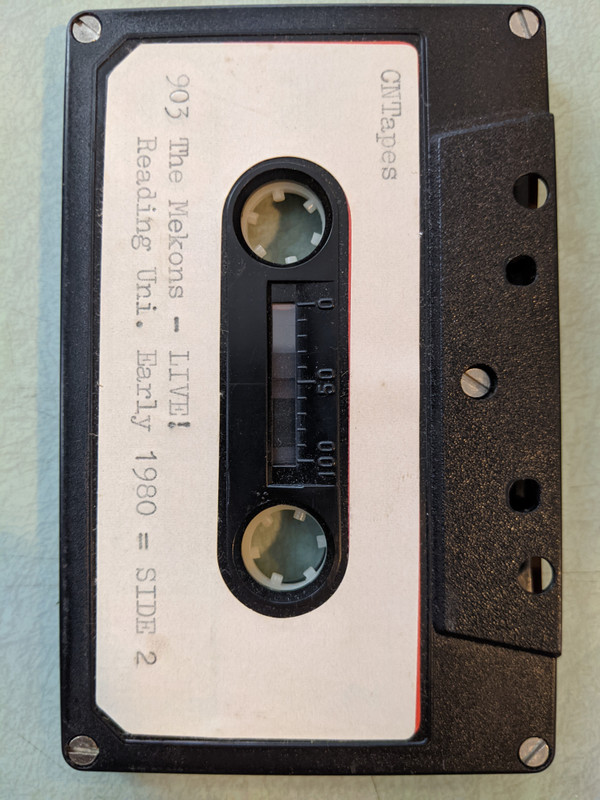 CNTapes
0 50 100
903 The Mekons - LIVE!
Reading Uni. Early 1980 = SIDE 2